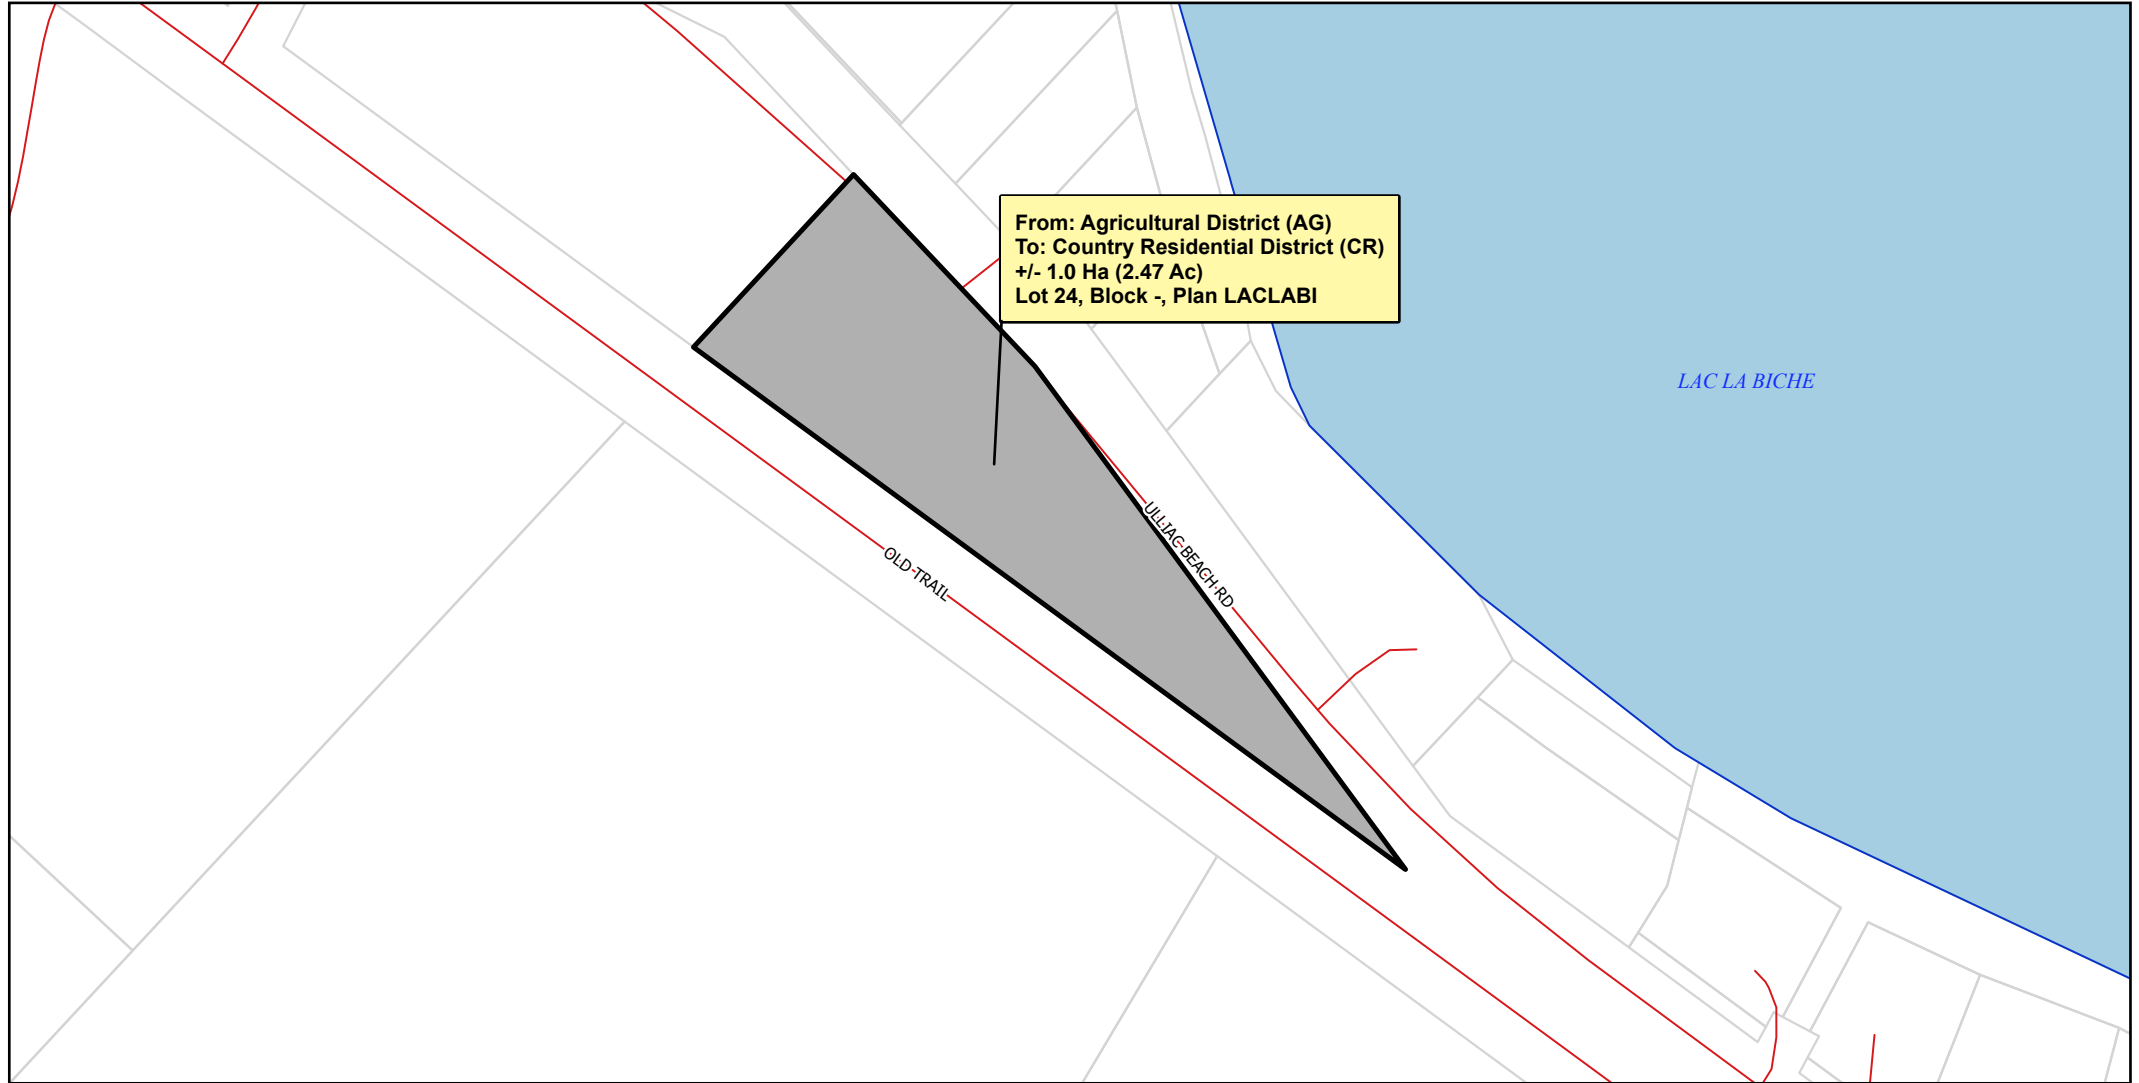 From: Agricultural District (AG)
To: Country Residential District (CR)
+/- 1.0 Ha (2.47 Ac)
Lot 24, Block -, Plan LACLABI
LAC LA BICHE
ULLIAC BEACH RD
OLD TRAIL